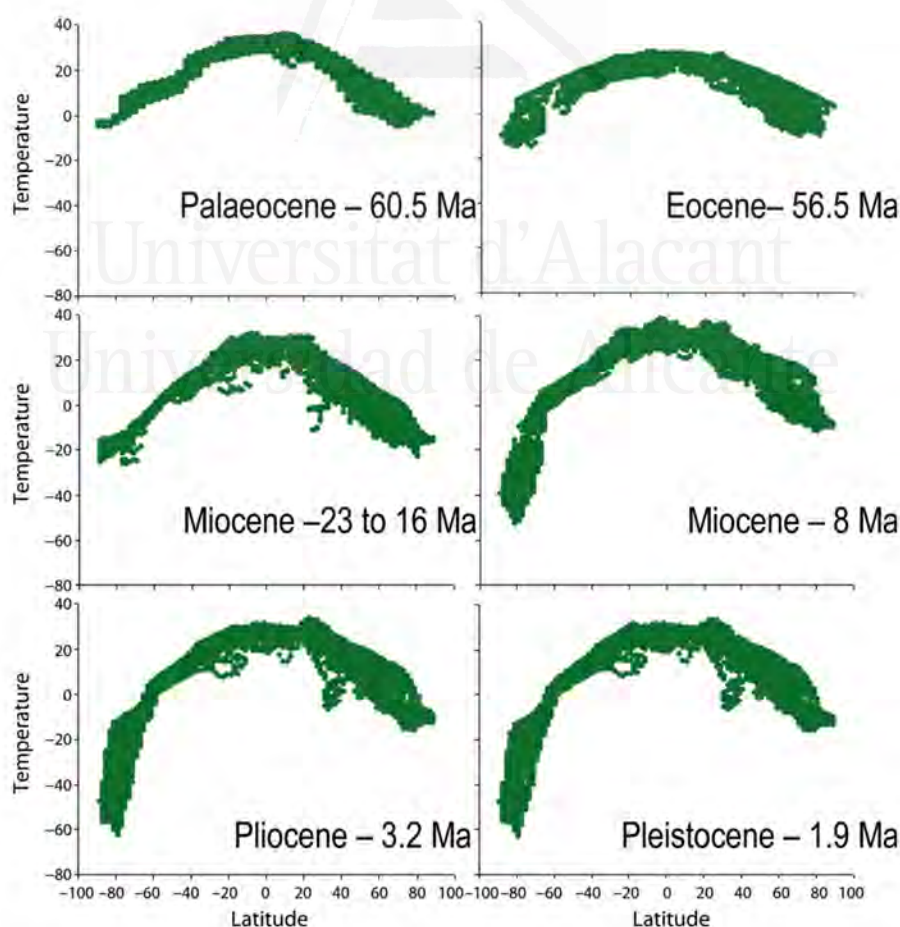 40
20
0
−20
−40
−60
−80
Temperature
Palaeocene – 60.5 Ma
Eocene– 56.5 Ma
Universitat d'Alacant
40
20
0
−20
−40
−60
−80
Temperature
Universidad de Alicante
Miocene –23 to 16 Ma
Miocene – 8 Ma
40
20
0
−20
−40
−60
−80
Temperature
Pliocene – 3.2 Ma
Pleistocene – 1.9 Ma
−100 −80 −60 −40 −20 0 20 40 60 80 100
−100 −80 −60 −40 −20 0 20 40 60 80 100
Latitude
Latitude